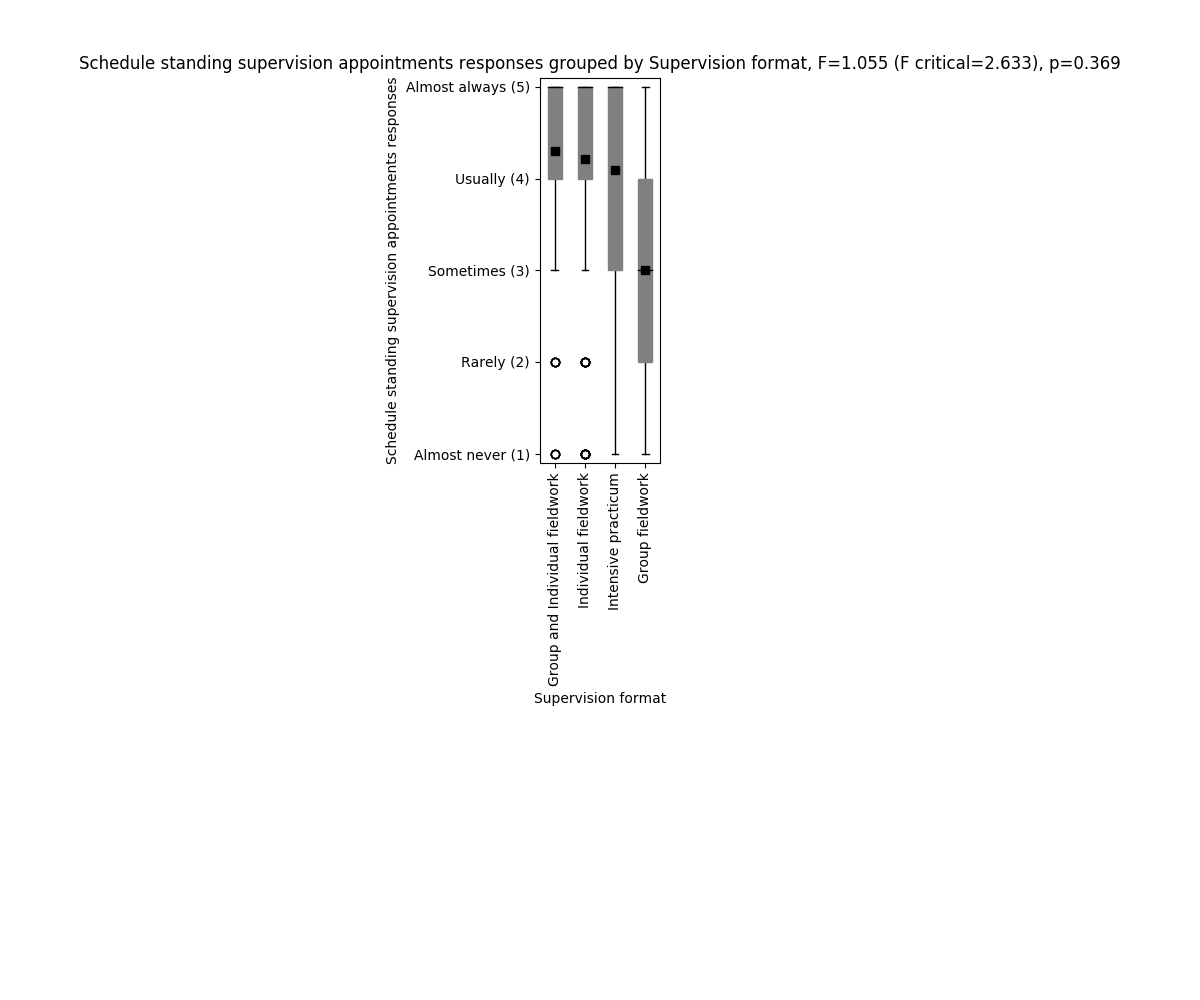 Schedule standing supervision appointments responses grouped by Supervision format, F=1.055 (F critical=2.633), p=0.369
Schedule standing supervision appointments responses
Almost always (5)
Usually (4)
Sometimes (3)
Rarely (2)
Almost never (1)
Group and Individual fieldwork
Individual fieldwork
Intensive practicum
Group fieldwork
Supervision format